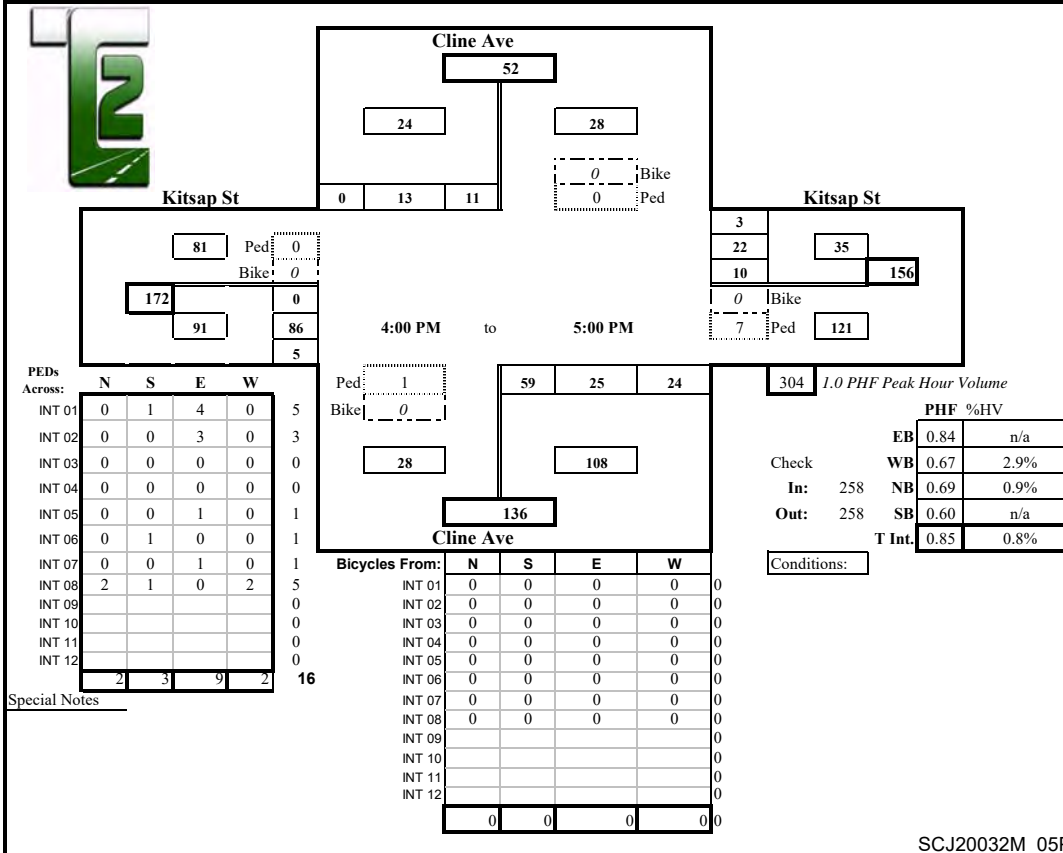 T2
Cline Ave
52
24 28
0 Bike
0 Ped
Kitsap St 0 13 11 Kitsap St
3
81 Ped 0 22 35
Bike 0 10 156
172 0 0 Bike
91 86 4:00 PM to 5:00 PM 7 Ped 121
5
PEDs
Across: N S E W Ped 1 59 25 24 304 1.0 PHF Peak Hour Volume
INT 01 0 1 4 0 5 Bike 0 PHF %HV
INT 02 0 0 3 0 3 EB 0.84 n/a
INT 03 0 0 0 0 0 28 108 Check WB 0.67 2.9%
INT 04 0 0 0 0 0 In: 258 NB 0.69 0.9%
INT 05 0 0 1 0 1 136 Out: 258 SB 0.60 n/a
INT 06 0 1 0 0 1 Cline Ave T Int. 0.85 0.8%
INT 07 0 0 1 0 1 Bicycles From: N S E W Conditions:
INT 08 2 1 0 2 5 INT 01 0 0 0 0 0
INT 09 0 INT 02 0 0 0 0 0
INT 10 0 INT 03 0 0 0 0 0
INT 11 0 INT 04 0 0 0 0 0
INT 12 0 INT 05 0 0 0 0 0
2 3 9 2 16 INT 06 0 0 0 0 0
Special Notes INT 07 0 0 0 0 0
INT 08 0 0 0 0 0
INT 09 0
INT 10 0
INT 11 0
INT 12 0
0 0 0 0 0
SCJ20032M_05P